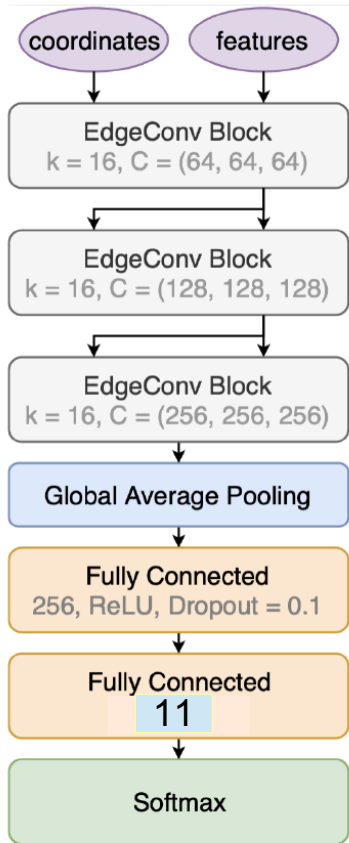 coordinates
features
EdgeConv Block
k = 16, C = (64, 64, 64)
EdgeConv Block
k = 16, C = (128, 128, 128)
EdgeConv Block
k = 16, C = (256, 256, 256)
Global Average Pooling
Fully Connected
256, ReLU, Dropout = 0.1
Fully Connected
11
Softmax